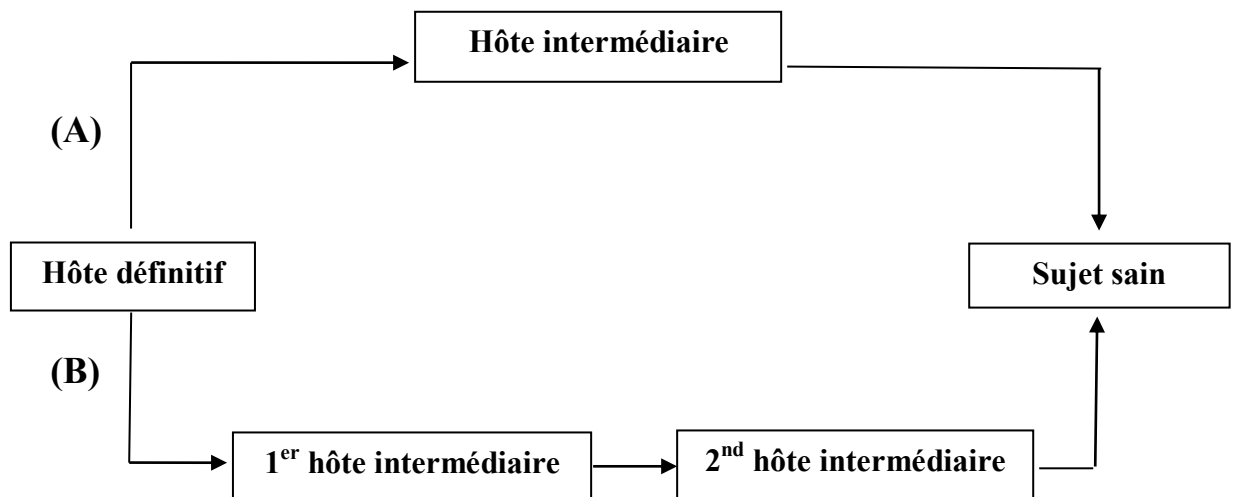 Hôte intermédiaire
(A)
Hôte définitif
Sujet sain
(B)
1er hôte intermédiaire
2nd hôte intermédiaire